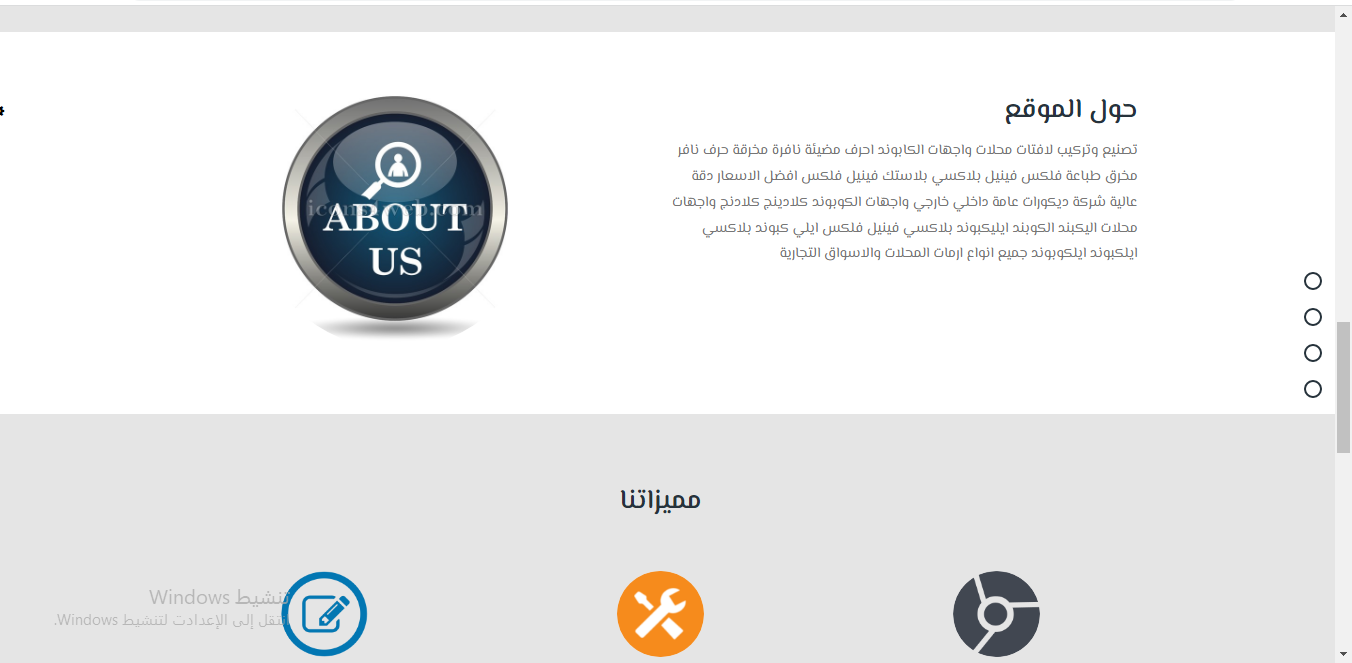 حول الموقع
تصنيع وتركيب لافتات محلات واجهات الكابوند احرف مضيئة نافرة مخرقة حرف نافر
مخرق طباعة فلكس فينيل بلاكسي بلاستك فينيل فلكس افضل الاسعار دقة
عالية شركة ديكورات عامة داخلي خارجي واجهات الكوبوند كلادينج كلادنج واجهات
محلات اليكبند الكوبند ايليكبوند بلاكسي فينيل فلكس ايلي كبوند بلاكسي
ايلكبوند ايلكوبوند جميع انواع ارمات المحلات والاسواق التجارية
ABOUT
US
مميزاتنا
تنشيط Windows
انتقل إلى الإعدادت لتنشيط Windows.